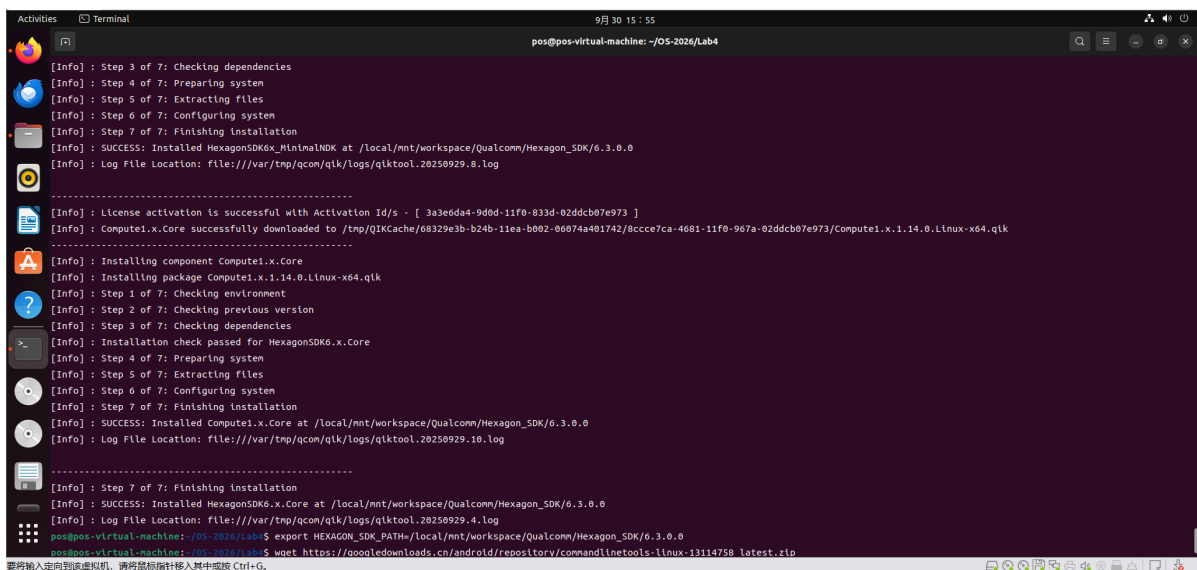 Activities Terminal 9月 30 15：55
pos@pos-virtual-machine: ~/OS-2026/Lab4
[Info] : Step 3 of 7: Checking dependencies
[Info] : Step 4 of 7: Preparing system
[Info] : Step 5 of 7: Extracting files
[Info] : Step 6 of 7: Configuring system
[Info] : Step 7 of 7: Finishing installation
[Info] : SUCCESS: Installed HexagonSDK6x_MinimalNDK at /local/mnt/workspace/Qualcomm/Hexagon_SDK/6.3.0.0
[Info] : Log File Location: file:///var/tmp/qcom/qik/logs/qiktool.20250929.8.log
----------------------------------------------------
[Info] : License activation is successful with Activation Id/s - [ 3a3e6da4-9d0d-11f0-833d-02ddcb07e973 ]
[Info] : Compute1.x.Core successfully downloaded to /tmp/QIKCache/68329e3b-b24b-11ea-b002-06074a401742/8ccce7ca-4681-11f0-967a-02ddcb07e973/Compute1.x.1.14.0.Linux-x64.qik
----------------------------------------------------
[Info] : Installing component Compute1.x.Core
[Info] : Installing package Compute1.x.1.14.0.Linux-x64.qik
[Info] : Step 1 of 7: Checking environment
[Info] : Step 2 of 7: Checking previous version
[Info] : Step 3 of 7: Checking dependencies
[Info] : Installation check passed for HexagonSDK6.x.Core
[Info] : Step 4 of 7: Preparing system
[Info] : Step 5 of 7: Extracting files
[Info] : Step 6 of 7: Configuring system
[Info] : Step 7 of 7: Finishing installation
[Info] : SUCCESS: Installed Compute1.x.Core at /local/mnt/workspace/Qualcomm/Hexagon_SDK/6.3.0.0
[Info] : Log File Location: file:///var/tmp/qcom/qik/logs/qiktool.20250929.10.log
----------------------------------------------------
[Info] : Step 7 of 7: Finishing installation
[Info] : SUCCESS: Installed HexagonSDK6.x.Core at /local/mnt/workspace/Qualcomm/Hexagon_SDK/6.3.0.0
[Info] : Log File Location: file:///var/tmp/qcom/qik/logs/qiktool.20250929.4.log
pos@pos-virtual-machine:~/OS-2026/Lab4$ export HEXAGON_SDK_PATH=/local/mnt/workspace/Qualcomm/Hexagon_SDK/6.3.0.0
pos@pos-virtual-machine:~/OS-2026/Lab4$ wget https://googledownloads.cn/android/repository/commandlinetools-linux-13114758_latest.zip
要将输入定向到该虚拟机，请将鼠标指针移入其中或按 Ctrl+G。